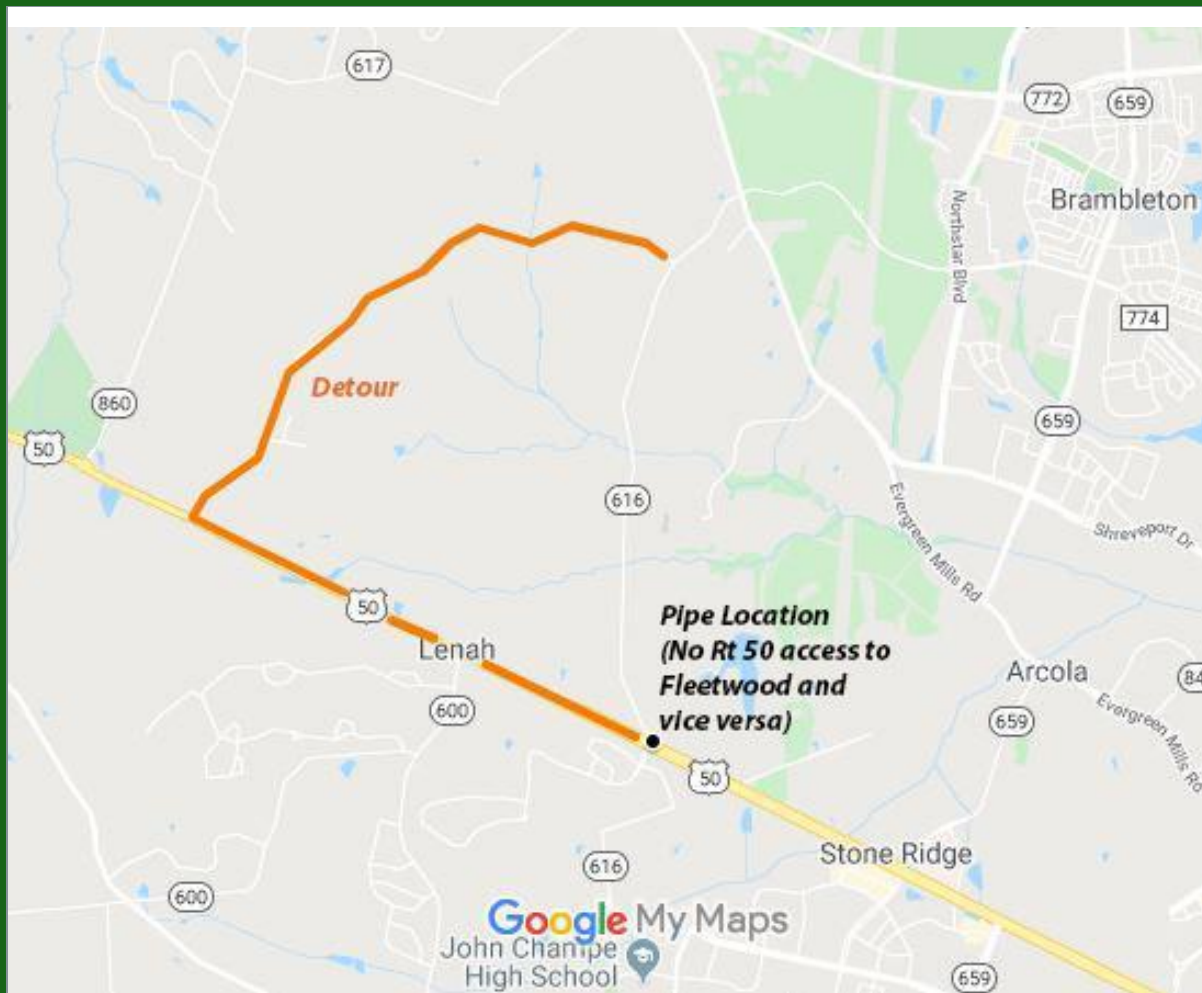 617
772
659
Brambleton
Northstar Blvd
774
Detour
860
659
50
616
Evergreen Mills Rd
Shreveport Dr
50
Pipe Location
(No Rt 50 access to
Fleetwood and
vice versa)
Lenah
Arcola
84
600
659
Evergreen Mills Rd
50
Stone Ridge
616
600
Google My Maps
John Champe
High School
659